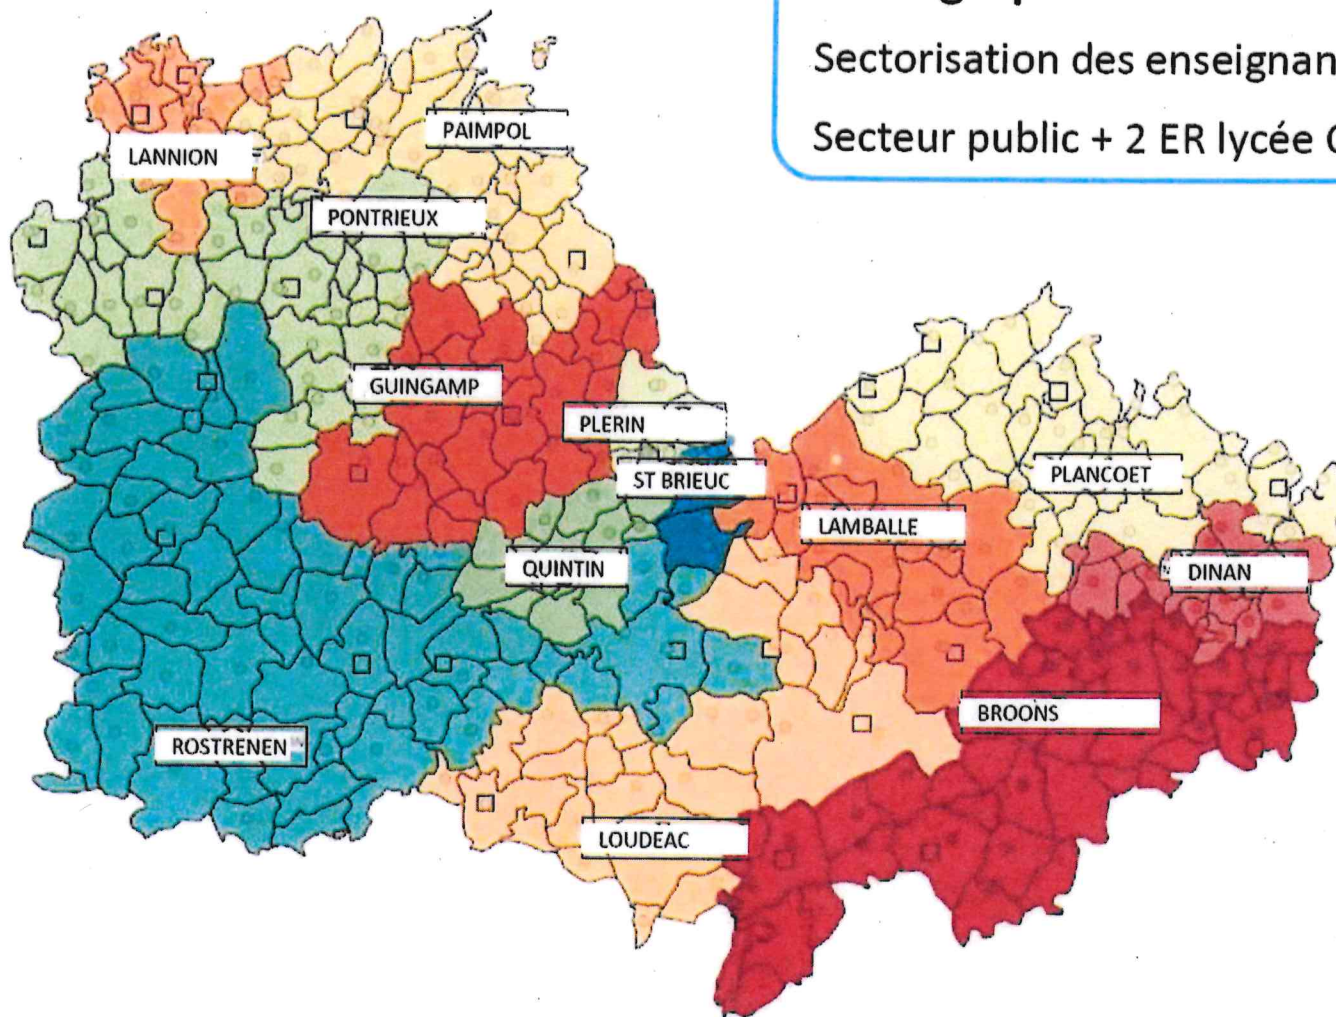 Sectorisation des enseignan
Secteur public + 2 ER lycée
PAIMPOL
LANNION
PONTRIEUX
GUINGAMP
PLERIN
ST BRIEUC
PLANCOET
LAMBALLE
QUINTIN
DINAN
BROONS
ROSTRENEN
LOUDEAC